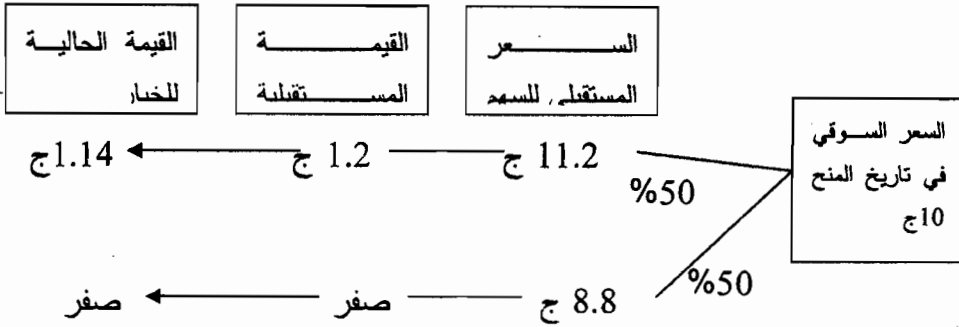 السعر
المستقبلي للسهم
القيمة
المستقبلية
القيمة الحالية
للخيار
السعر السوقي
في تاريخ المنح
10ج
%50
11.2 ج
1.2 ج
1.14ج
%50
8.8 ج
صفر
صفر